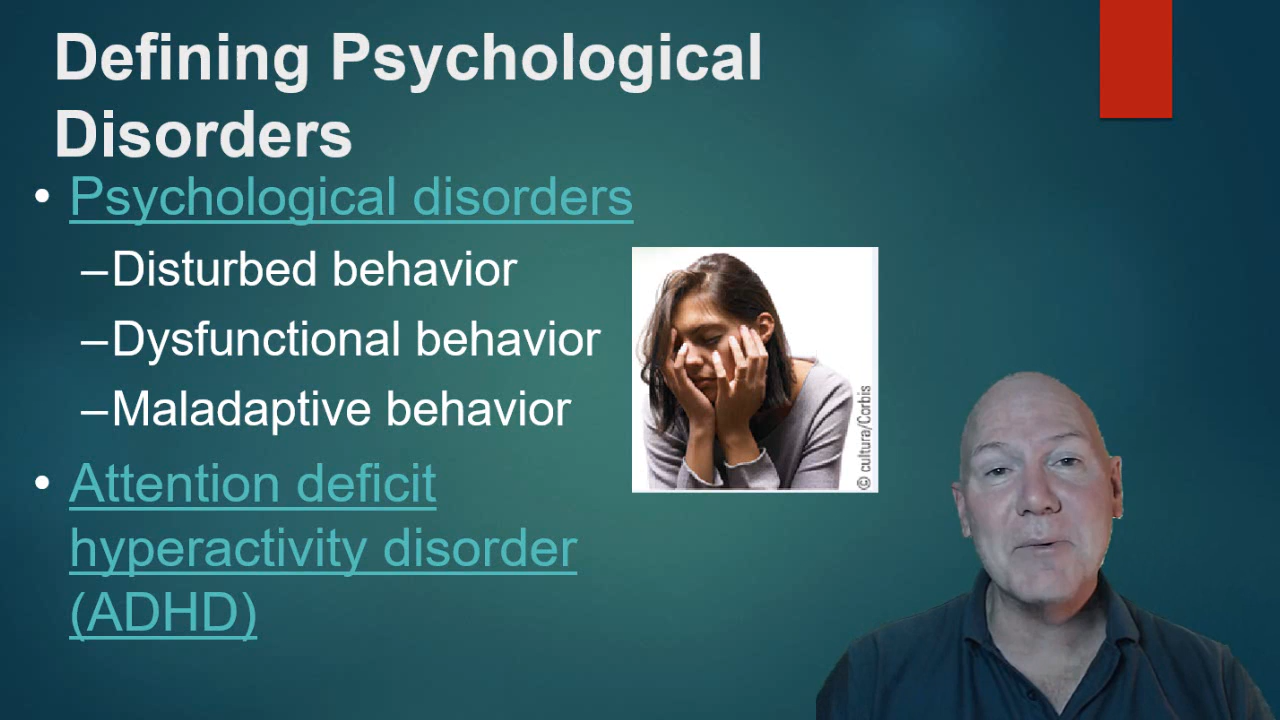 Defining Psychological
Disorders
• Psychological disorders
–Disturbed behavior
–Dysfunctional behavior
–Maladaptive behavior
• Attention deficit
hyperactivity disorder
(ADHD)
© cultura/Corbis